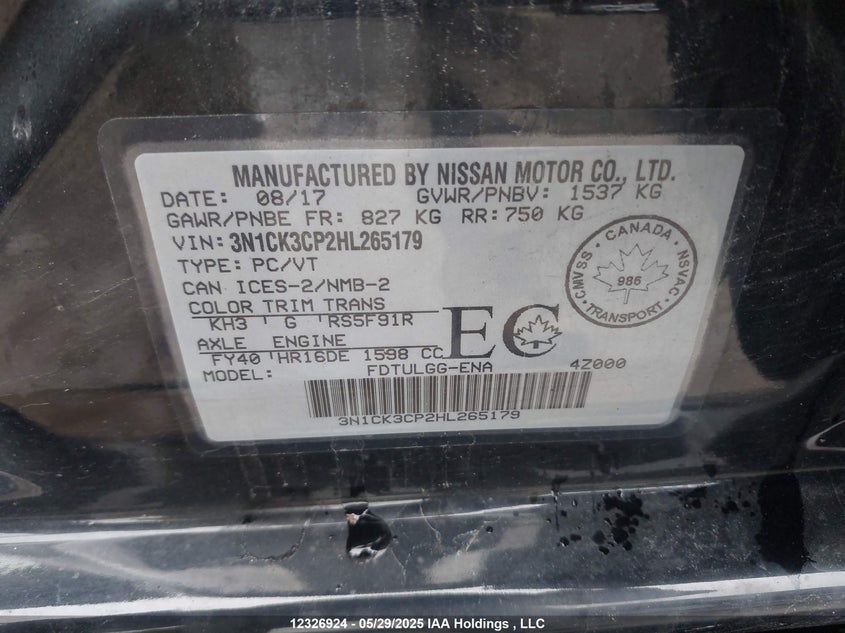 MANUFACTURED BY NISSAN MOTOR CO., LTD.
DATE: 08/17 GVWR/PNBV: 1537 KG
GAWR/PNBE FR: 827 KG RR: 750 KG
VIN: 3N1CK3CP2HL265179
TYPE: PC/VT
CAN ICES-2/NMB-2
COLOR TRIM TRANS
KH3 ' G ' RS5F91R
AXLE ENGINE
FY40 ' HR16DE 1598 CC
MODEL: FDTULGG-ENA 4Z000
3N1CK3CP2HL265179
EC
CANADA
CMVSS NSVAC
986
TRANSPORT
12326924 - 05/29/2025 IAA Holdings , LLC